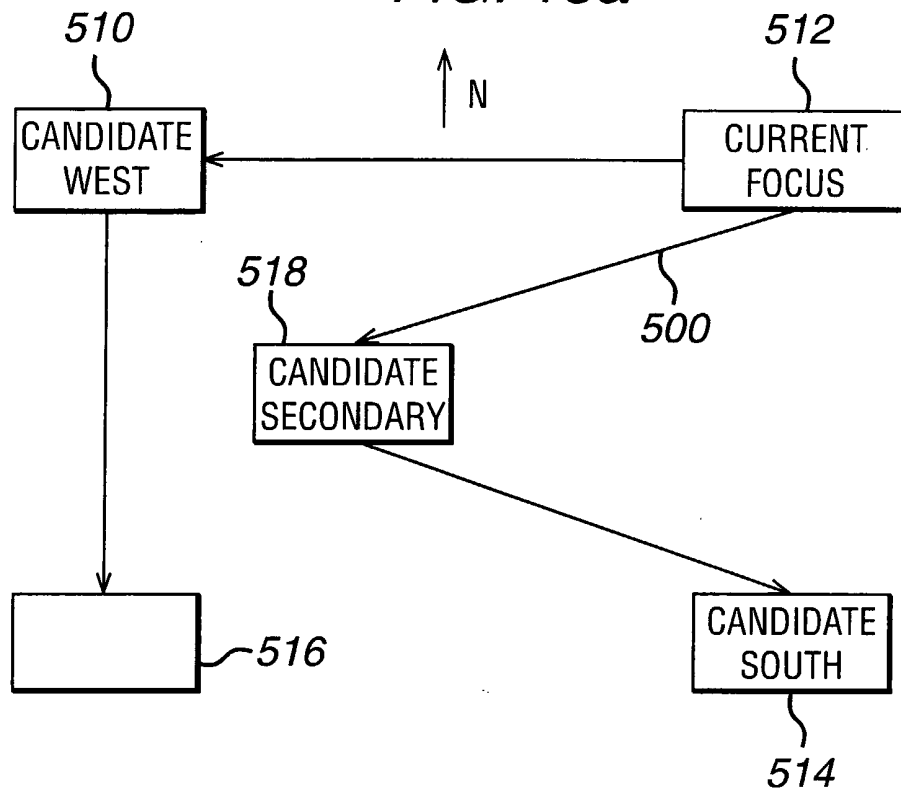 510
512
N
CANDIDATE
WEST
CURRENT
FOCUS
518
500
CANDIDATE
SECONDARY
516
CANDIDATE
SOUTH
514